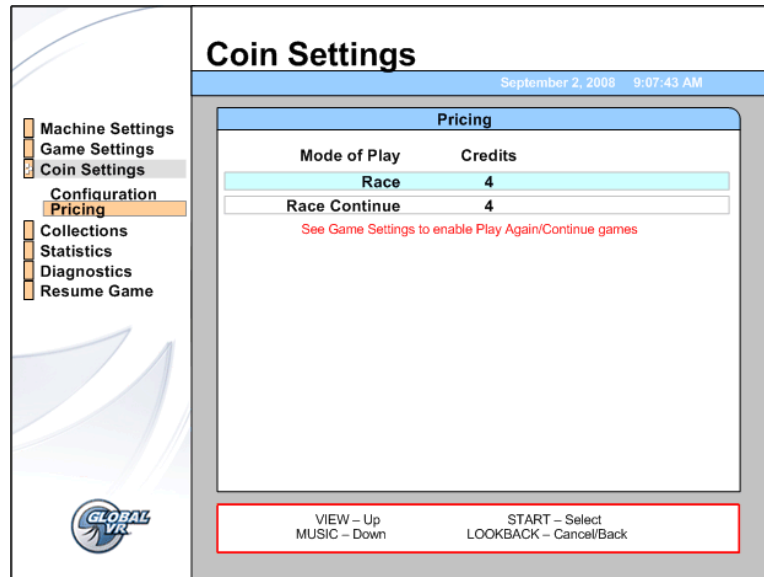 Coin Settings
September 2, 2008 9:07:43 AM
Machine Settings
Game Settings
Coin Settings
Configuration
Pricing
Collections
Statistics
Diagnostics
Resume Game
Pricing
Mode of Play Credits
Race 4
Race Continue 4
See Game Settings to enable Play Again/Continue games
GLOBAL
VR
VIEW – Up START – Select
MUSIC – Down LOOKBACK – Cancel/Back